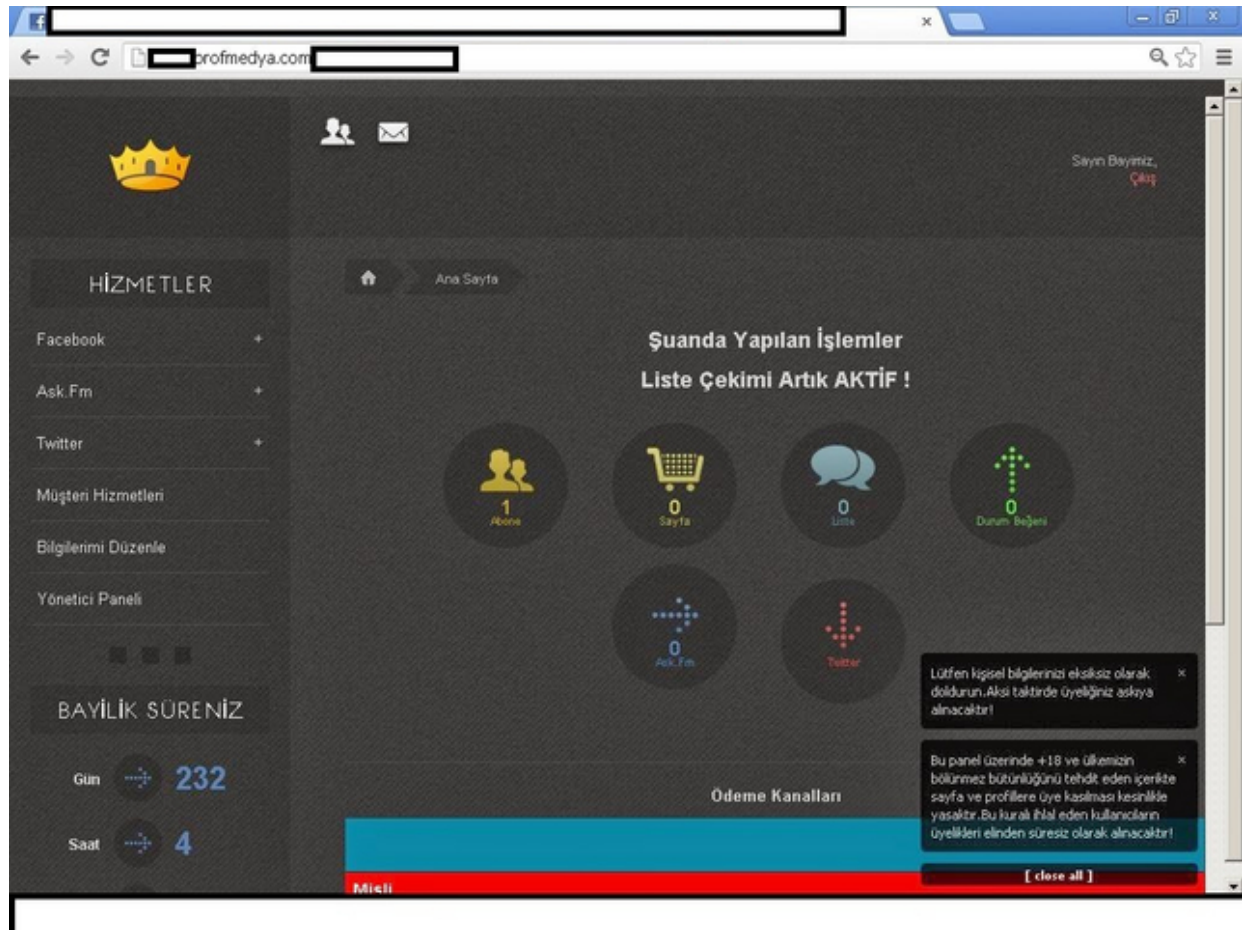 profmedya.com
Sayın Bayimiz,
Çıkış
HİZMETLER
Facebook +
Ask.Fm +
Twitter +
Müşteri Hizmetleri
Bilgilerimi Düzenle
Yönetici Paneli
BAYİLİK SÜRENİZ
Gün 232
Saat 4
Ana Sayfa
Şuanda Yapılan İşlemler
Liste Çekimi Artık AKTİF !
1
Abone
0
Sayfa
0
Liste
0
Durum Beğeni
0
Ask.Fm
Twitter
Ödeme Kanalları
Misli
Lütfen kişisel bilgilerinizi eksiksiz olarak
doldurun.Aksi taktirde üyeliğiniz askıya
alınacaktır!
Bu panel üzerinde +18 ve ülkemizin
bölünmez bütünlüğünü tehdit eden içerikte
sayfa ve profillere üye kasılması kesinlikle
yasaktır.Bu kuralı ihlal eden kullanıcıların
üyelikleri elinden süresiz olarak alınacaktır!
[ close all ]